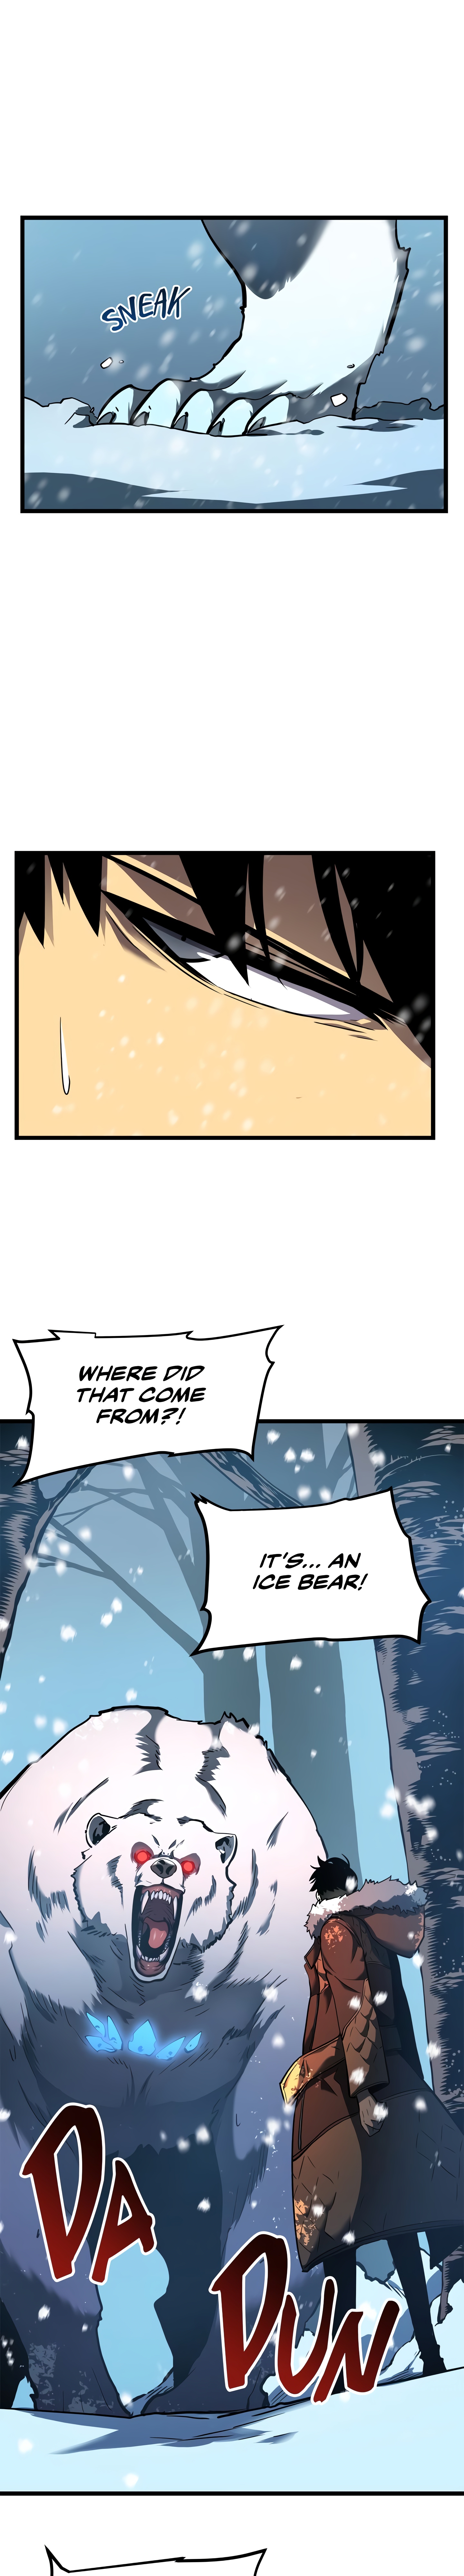 SNEAK
WHERE DID
THAT COME
FROM?!
IT'S... AN
ICE BEAR!
DA
DUN